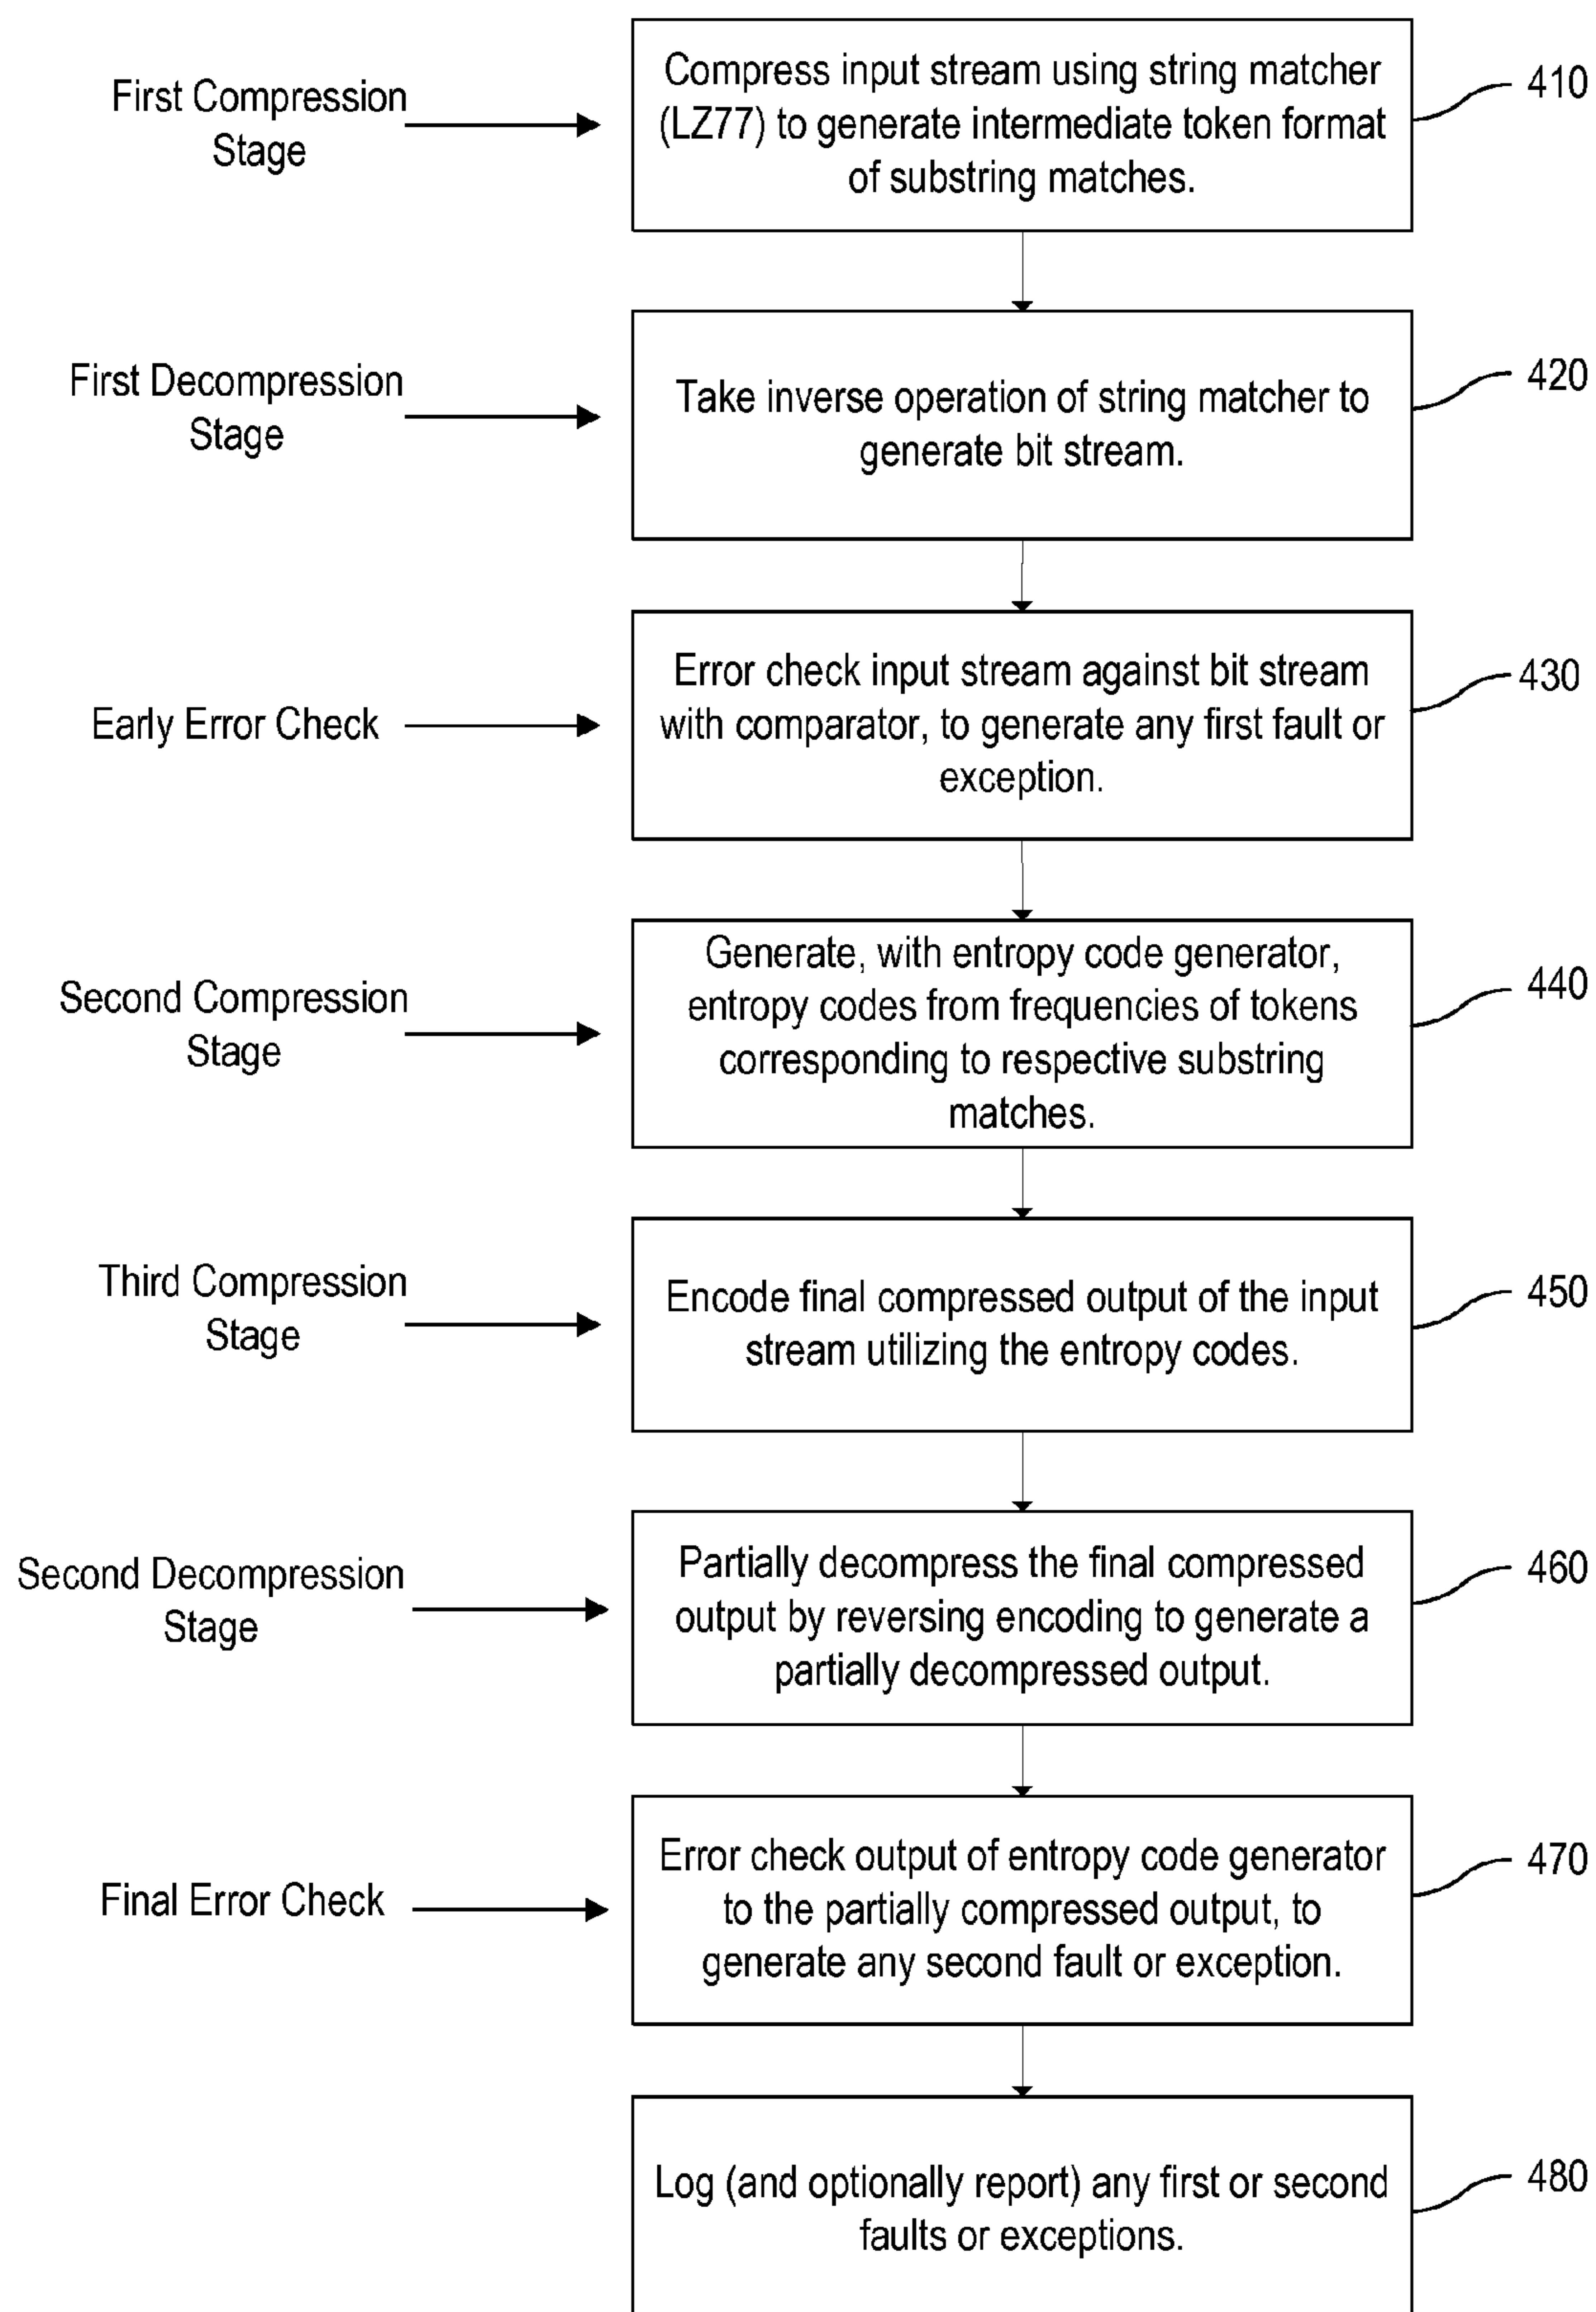 First Compression
Stage
Compress input stream using string matcher
(LZ77) to generate intermediate token format
of substring matches.
410
First Decompression
Stage
Take inverse operation of string matcher to
generate bit stream.
420
Early Error Check
Error check input stream against bit stream
with comparator, to generate any first fault or
exception.
430
Second Compression
Stage
Generate, with entropy code generator,
entropy codes from frequencies of tokens
corresponding to respective substring
matches.
440
Third Compression
Stage
Encode final compressed output of the input
stream utilizing the entropy codes.
450
Second Decompression
Stage
Partially decompress the final compressed
output by reversing encoding to generate a
partially decompressed output.
460
Final Error Check
Error check output of entropy code generator
to the partially compressed output, to
generate any second fault or exception.
470
Log (and optionally report) any first or second
faults or exceptions.
480